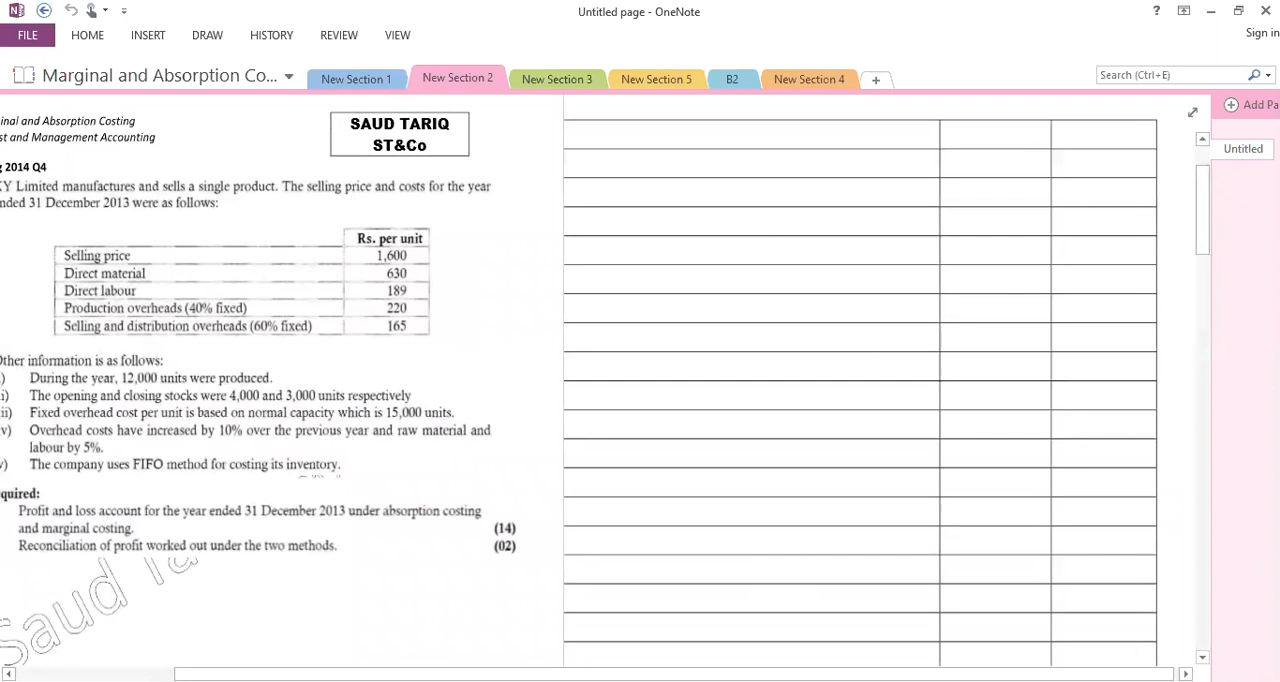 Untitled page - OneNote
?
FILE HOME INSERT DRAW HISTORY REVIEW VIEW
Sign in
Marginal and Absorption Co...
New Section 1 New Section 2 New Section 3 New Section 5 B2 New Section 4 +
Search (Ctrl+E)
Add Pa
Untitled
inal and Absorption Costing
st and Management Accounting
SAUD TARIQ
ST&Co
g 2014 Q4
KY Limited manufactures and sells a single product. The selling price and costs for the year
nded 31 December 2013 were as follows:
Rs. per unit
Selling price 1,600
Direct material 630
Direct labour 189
Production overheads (40% fixed) 220
Selling and distribution overheads (60% fixed) 165
Other information is as follows:
) During the year, 12,000 units were produced.
i) The opening and closing stocks were 4,000 and 3,000 units respectively
ii) Fixed overhead cost per unit is based on normal capacity which is 15,000 units.
v) Overhead costs have increased by 10% over the previous year and raw material and
labour by 5%.
) The company uses FIFO method for costing its inventory.
quired:
Profit and loss account for the year ended 31 December 2013 under absorption costing
and marginal costing. (14)
Reconciliation of profit worked out under the two methods. (02)
Saud Ta